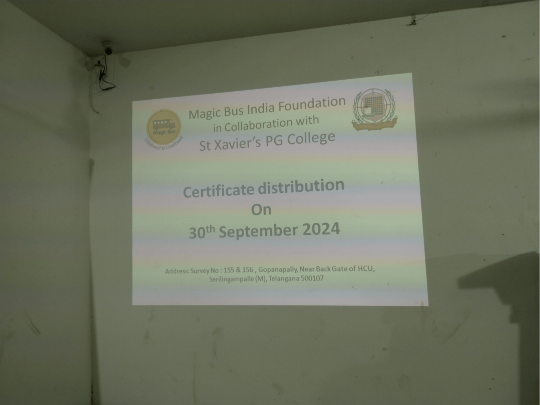 Magic Bus India Foundation
in Collaboration with
St Xavier's PG College
Certificate distribution
On
30th September 2024
Address: Survey No : 155 & 156 , Gopanapally, Near Back Gate of HCU,
Serlingampalle (M), Telangana 500107